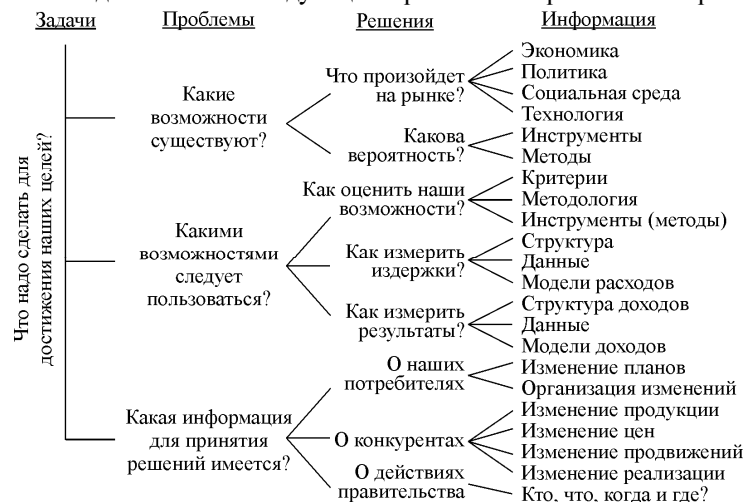 Задачи Проблемы Решения Информация
Что надо сделать для
достижения наших целей?
Какие
возможности
существуют?
Что произойдет
на рынке?
Экономика
Политика
Социальная среда
Технология
Какова
вероятность?
Инструменты
Методы
Какими
возможностями
следует
пользоваться?
Как оценить наши
возможности?
Критерии
Методология
Инструменты (методы)
Как измерить
издержки?
Структура
Данные
Модели расходов
Как измерить
результаты?
Структура доходов
Данные
Модели доходов
Какая информация
для принятия
решений имеется?
О наших
потребителях
Изменение планов
Организация изменений
О конкурентах
Изменение продукции
Изменение цен
Изменение продвижений
Изменение реализации
О действиях
правительства
Кто, что, когда и где?